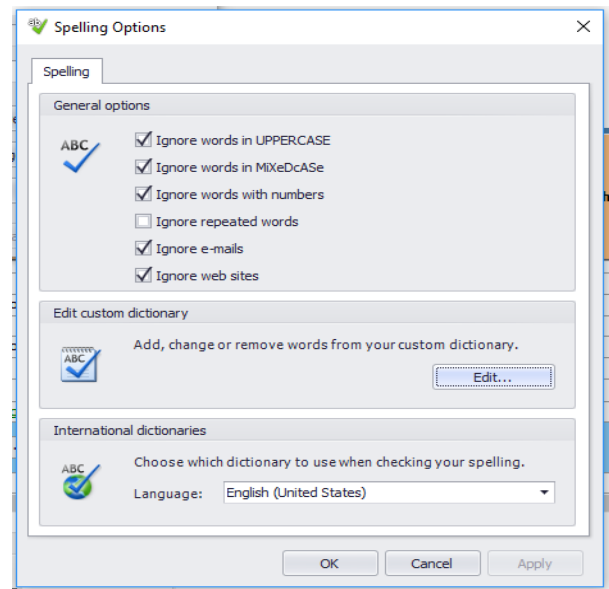 Spelling Options
Spelling
General options
ABC
Ignore words in UPPERCASE
Ignore words in MiXeDcASe
Ignore words with numbers
Ignore repeated words
Ignore e-mails
Ignore web sites
Edit custom dictionary
ABC
Add, change or remove words from your custom dictionary.
Edit...
International dictionaries
ABC
Choose which dictionary to use when checking your spelling.
Language: English (United States)
OK Cancel Apply